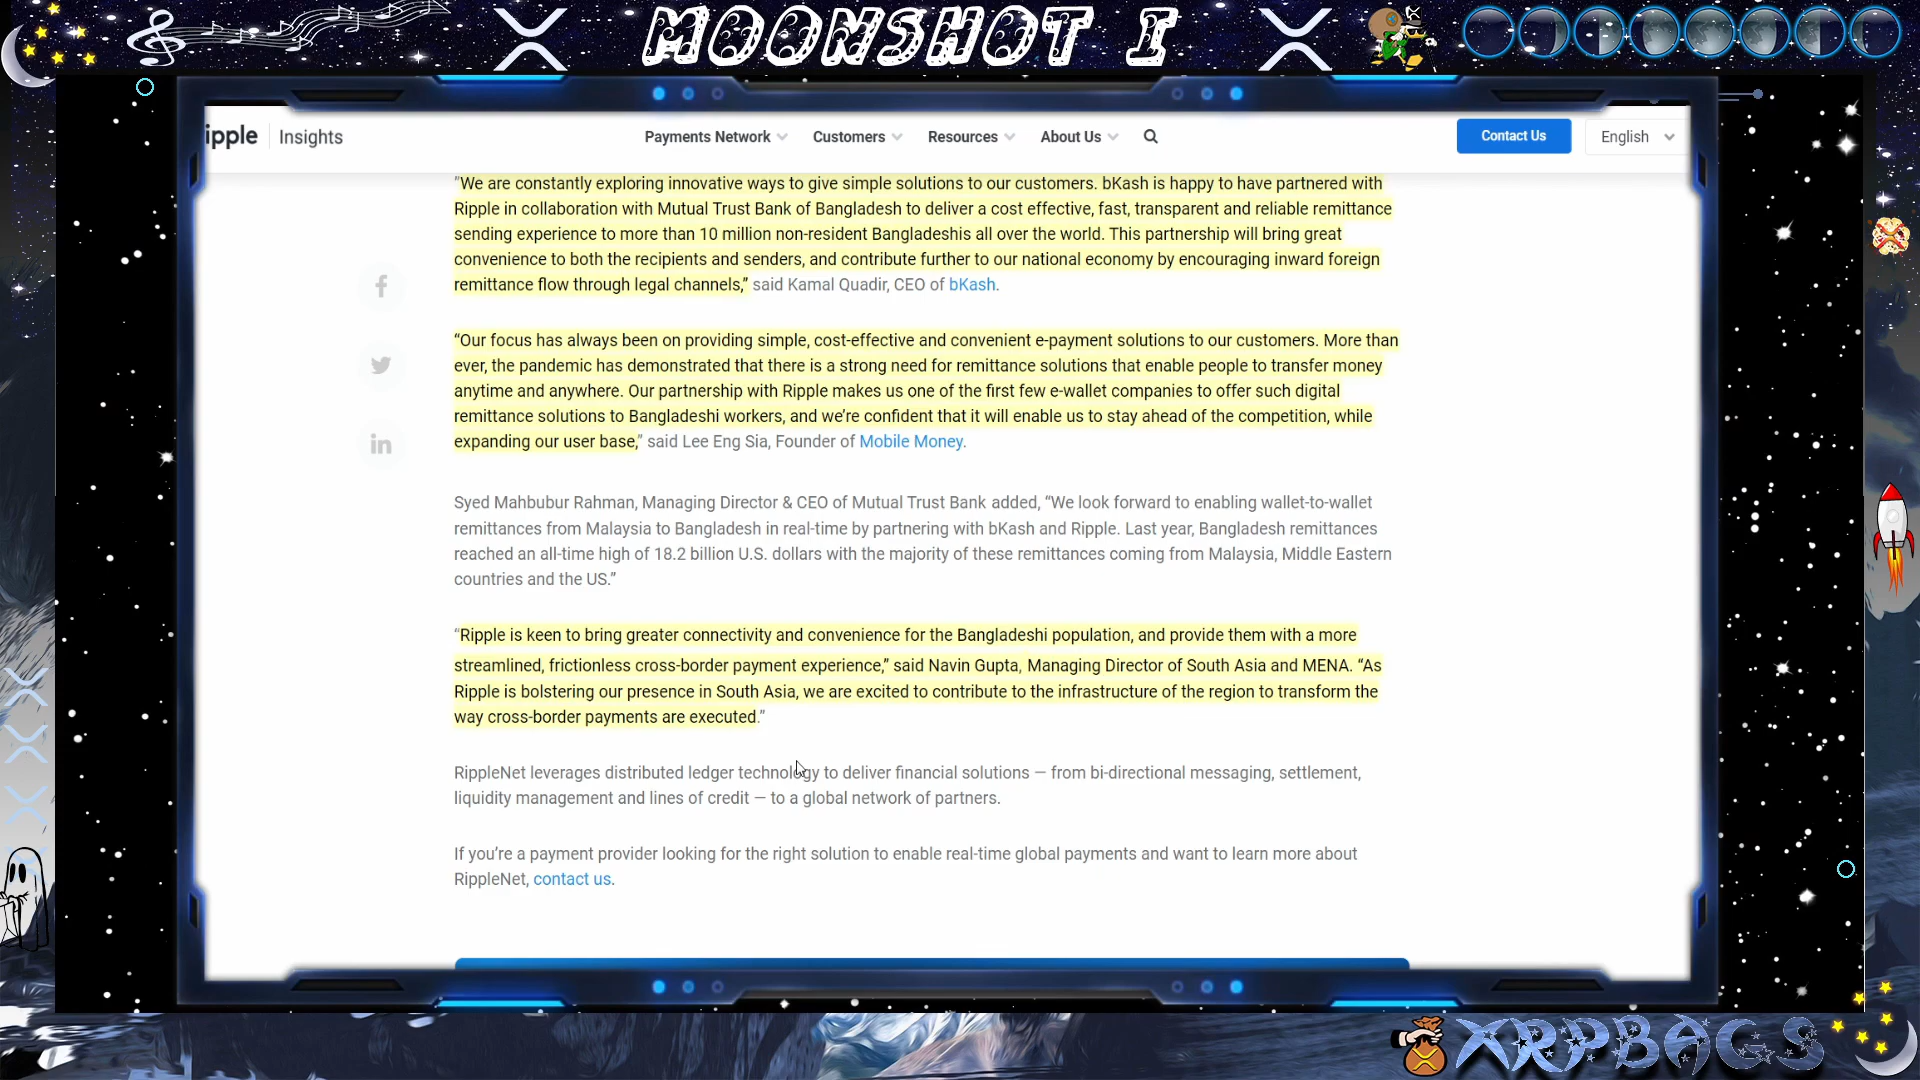 MOONSHOT I
ipple Insights
Payments Network
Customers
Resources
About Us
Contact Us
English
"We are constantly exploring innovative ways to give simple solutions to our customers. bKash is happy to have partnered with
Ripple in collaboration with Mutual Trust Bank of Bangladesh to deliver a cost effective, fast, transparent and reliable remittance
sending experience to more than 10 million non-resident Bangladeshis all over the world. This partnership will bring great
convenience to both the recipients and senders, and contribute further to our national economy by encouraging inward foreign
remittance flow through legal channels,” said Kamal Quadir, CEO of bKash.
“Our focus has always been on providing simple, cost-effective and convenient e-payment solutions to our customers. More than
ever, the pandemic has demonstrated that there is a strong need for remittance solutions that enable people to transfer money
anytime and anywhere. Our partnership with Ripple makes us one of the first few e-wallet companies to offer such digital
remittance solutions to Bangladeshi workers, and we’re confident that it will enable us to stay ahead of the competition, while
expanding our user base,” said Lee Eng Sia, Founder of Mobile Money.
Syed Mahbubur Rahman, Managing Director & CEO of Mutual Trust Bank added, “We look forward to enabling wallet-to-wallet
remittances from Malaysia to Bangladesh in real-time by partnering with bKash and Ripple. Last year, Bangladesh remittances
reached an all-time high of 18.2 billion U.S. dollars with the majority of these remittances coming from Malaysia, Middle Eastern
countries and the US.”
“Ripple is keen to bring greater connectivity and convenience for the Bangladeshi population, and provide them with a more
streamlined, frictionless cross-border payment experience,” said Navin Gupta, Managing Director of South Asia and MENA. “As
Ripple is bolstering our presence in South Asia, we are excited to contribute to the infrastructure of the region to transform the
way cross-border payments are executed.”
RippleNet leverages distributed ledger technology to deliver financial solutions — from bi-directional messaging, settlement,
liquidity management and lines of credit — to a global network of partners.
If you’re a payment provider looking for the right solution to enable real-time global payments and want to learn more about
RippleNet, contact us.
XRPBAGS